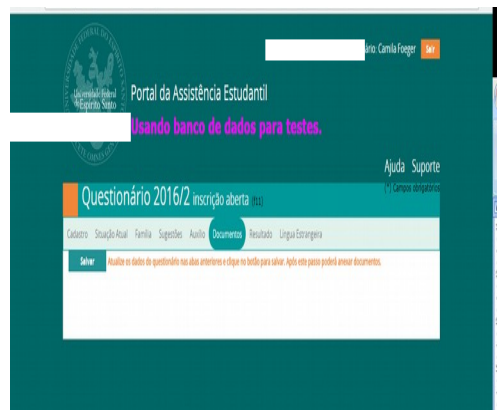 ário: Camila Foeger Sair
Universidade Federal
do Espírito Santo
Portal da Assistência Estudantil
Usando banco de dados para testes.
Ajuda Suporte
(*) Campos obrigatórios
Questionário 2016/2 inscrição aberta
Cadastro Situação Atual Família Sugestões Auxílio Documentos Resultado Língua Estrangeira
Salvar Atualize os dados do questionário nas abas anteriores e clique no botão para salvar. Após este passo poderá anexar documentos.